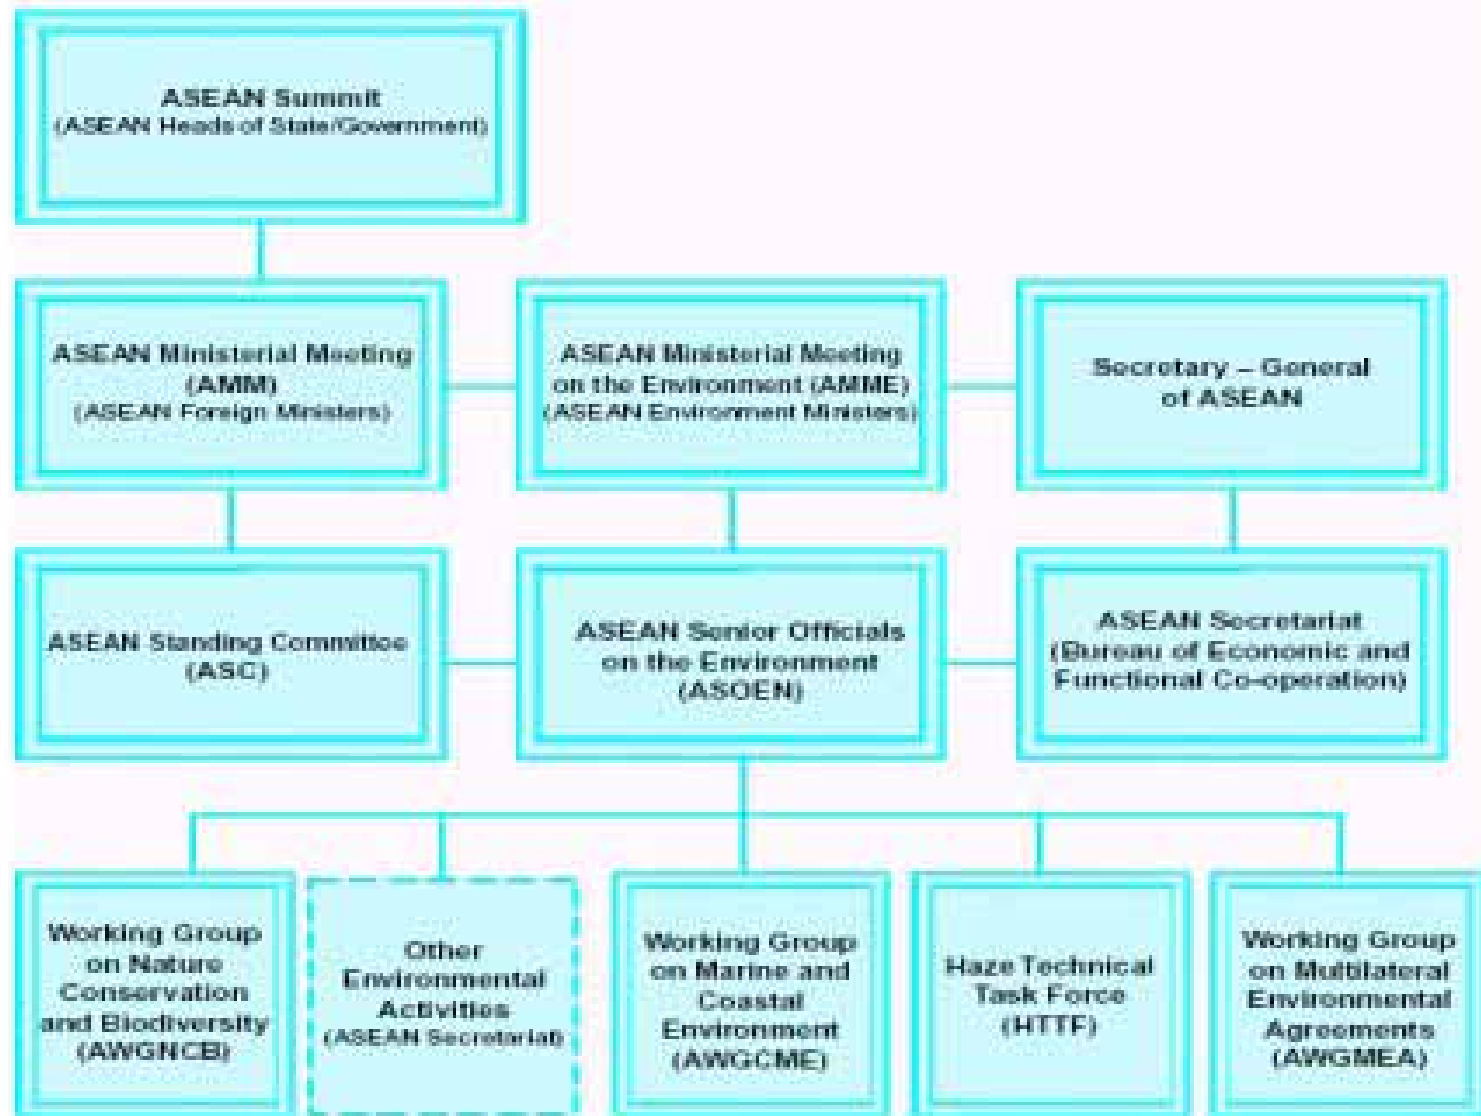 ASEAN Summit
(ASEAN Heads of State/Government)
ASEAN Ministerial Meeting
(AMM)
(ASEAN Foreign Ministers)
ASEAN Ministerial Meeting
on the Environment (AMME)
(ASEAN Environment Ministers)
Secretary – General
of ASEAN
ASEAN Standing Committee
(ASC)
ASEAN Senior Officials
on the Environment
(ASOEN)
ASEAN Secretariat
(Bureau of Economic and
Functional Co-operation)
Working Group
on Nature
Conservation
and Biodiversity
(AWGNCB)
Other
Environmental
Activities
(ASEAN Secretariat)
Working Group
on Marine and
Coastal
Environment
(AWGCME)
Haze Technical
Task Force
(HTTF)
Working Group
on Multilateral
Environmental
Agreements
(AWGMEA)